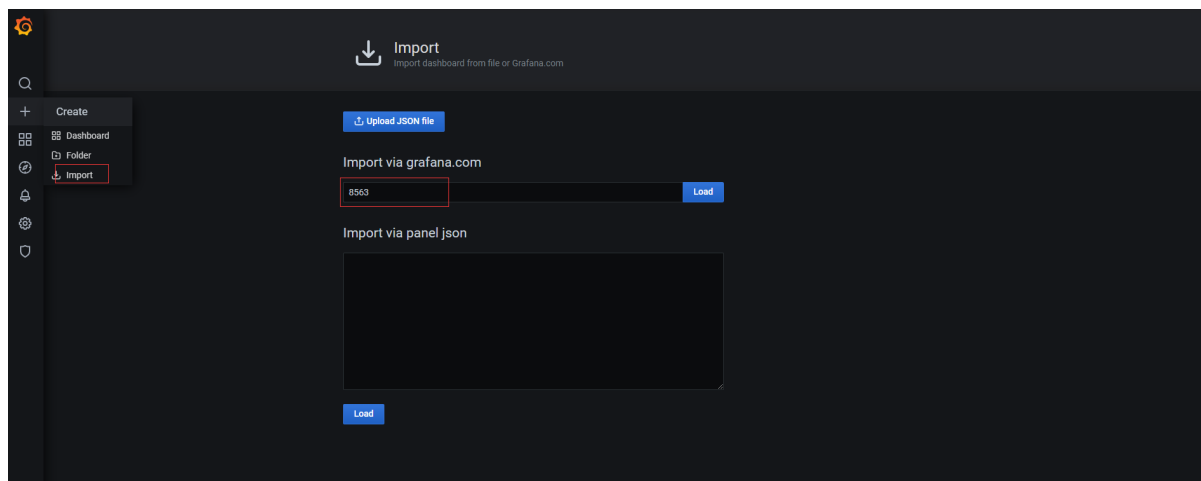 Import
Import dashboard from file or Grafana.com
Create
Dashboard
Folder
Import
Upload JSON file
Import via grafana.com
8563
Load
Import via panel json
Load